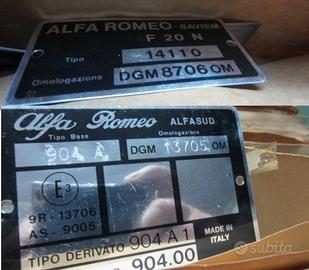 ALFA ROMEO - SAVIEM
F 20 N
Tipo 14110
Omologazione DGM 8706 OM
Alfa Romeo ALFASUD
Tipo Base Omologazione
904 A DGM 13705 OM
E3
9R-13706
AS-9005
MADE IN
ITALY
TIPO DERIVATO 904 A 1
904.00
subito